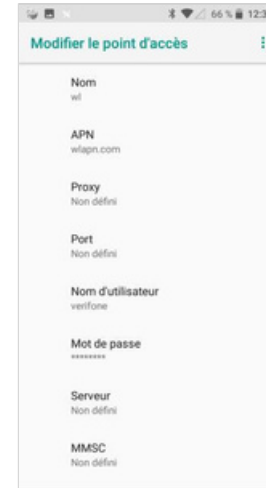 66 % 12:3
Modifier le point d'accès
Nom
wl
APN
wlapn.com
Proxy
Non défini
Port
Non défini
Nom d'utilisateur
verifone
Mot de passe
********
Serveur
Non défini
MMSC
Non défini